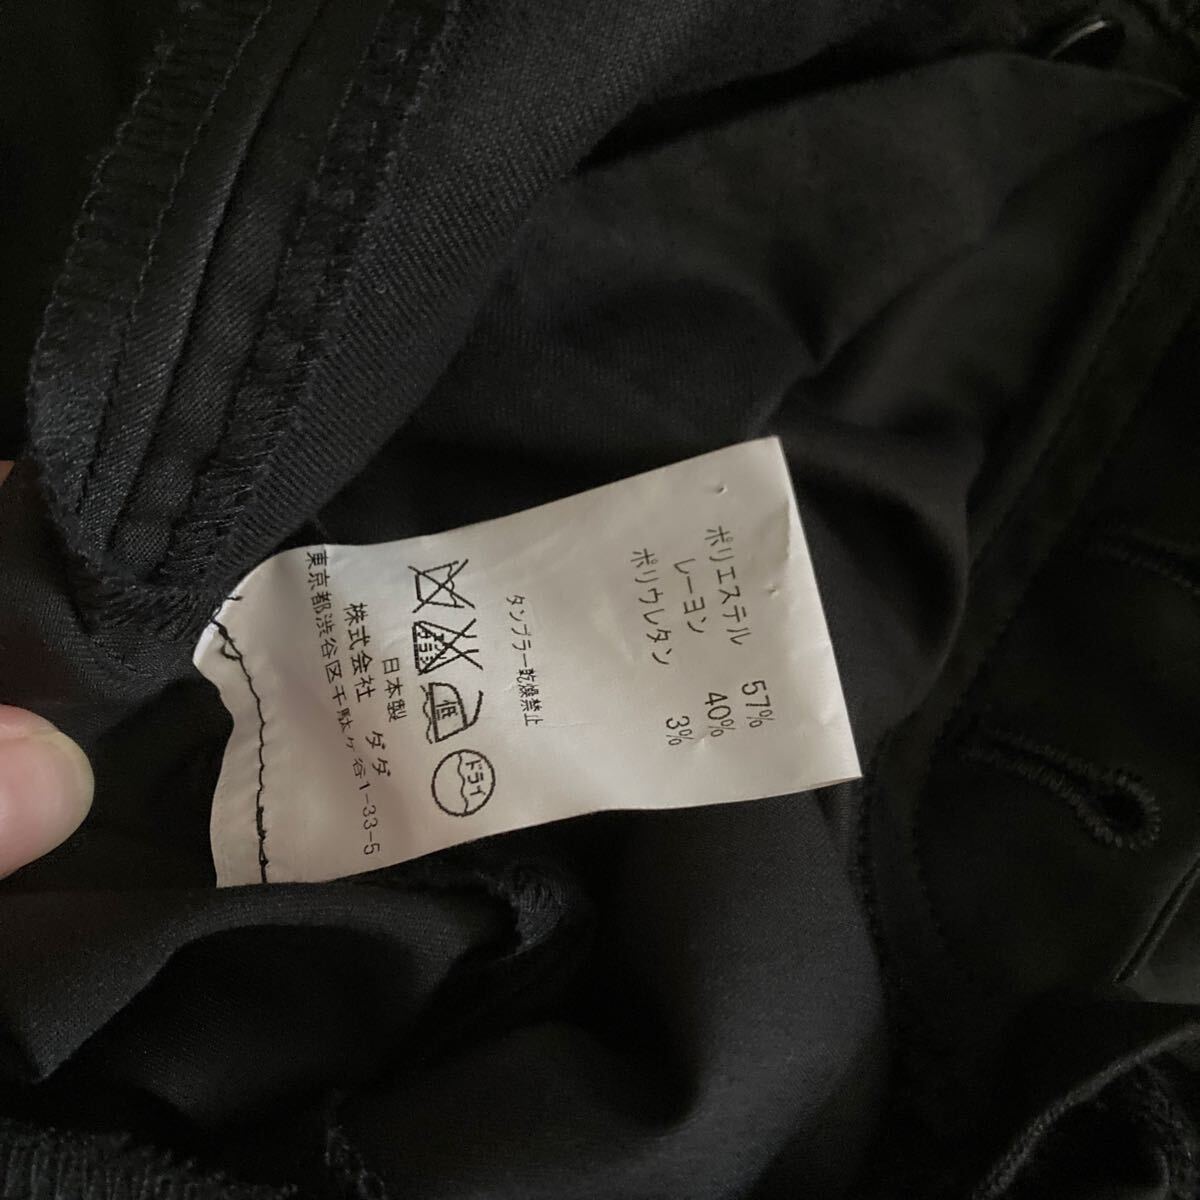 ポリエステル 57%
レーヨン 40%
ポリウレタン 3%
タンブラー乾燥禁止
低
ドライ
日本製
株式会社 ダダ
東京都渋谷区千駄ヶ谷1-33-5